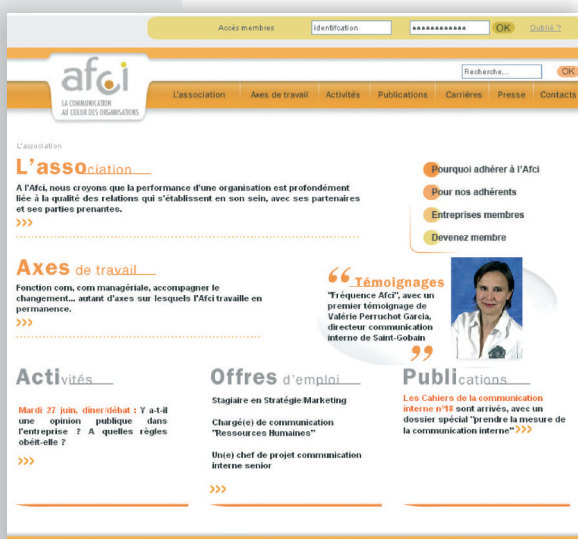 Accès membres Identifcation ************ OK Oublié ?
Recherche... OK
afci
LA COMMUNICATION
AU COEUR DES ORGANISATIONS
L'association Axes de travail Activités Publications Carrières Presse Contacts
L'association
L'association
A l'Afci, nous croyons que la performance d'une organisation est profondément
liée à la qualité des relations qui s'établissent en son sein, avec ses partenaires
et ses parties prenantes.
>>>
Pourquoi adhérer à l'Afci
Pour nos adhérents
Entreprises membres
Devenez membre
Axes de travail
Fonction com, com managériale, accompagner le
changement... autant d'axes sur lesquels l'Afci travaille en
permanence.
>>>
“ Témoignages
"Fréquence Afci", avec un
premier témoignage de
Valérie Perruchot Garcia,
directeur communication
interne de Saint-Gobain
”
Activités
Mardi 27 juin, dîner/débat : Y a-t-il
une opinion publique dans
l'entreprise ? A quelles règles
obéit-elle ?
>>>
Offres d'emploi
Stagiaire en Stratégie/Marketing
Chargé(e) de communication
"Ressources Humaines"
Un(e) chef de projet communication
interne senior
>>>
Publications
Les Cahiers de la communication
interne n°18 sont arrivés, avec un
dossier spécial "prendre la mesure de
la communication interne" >>>